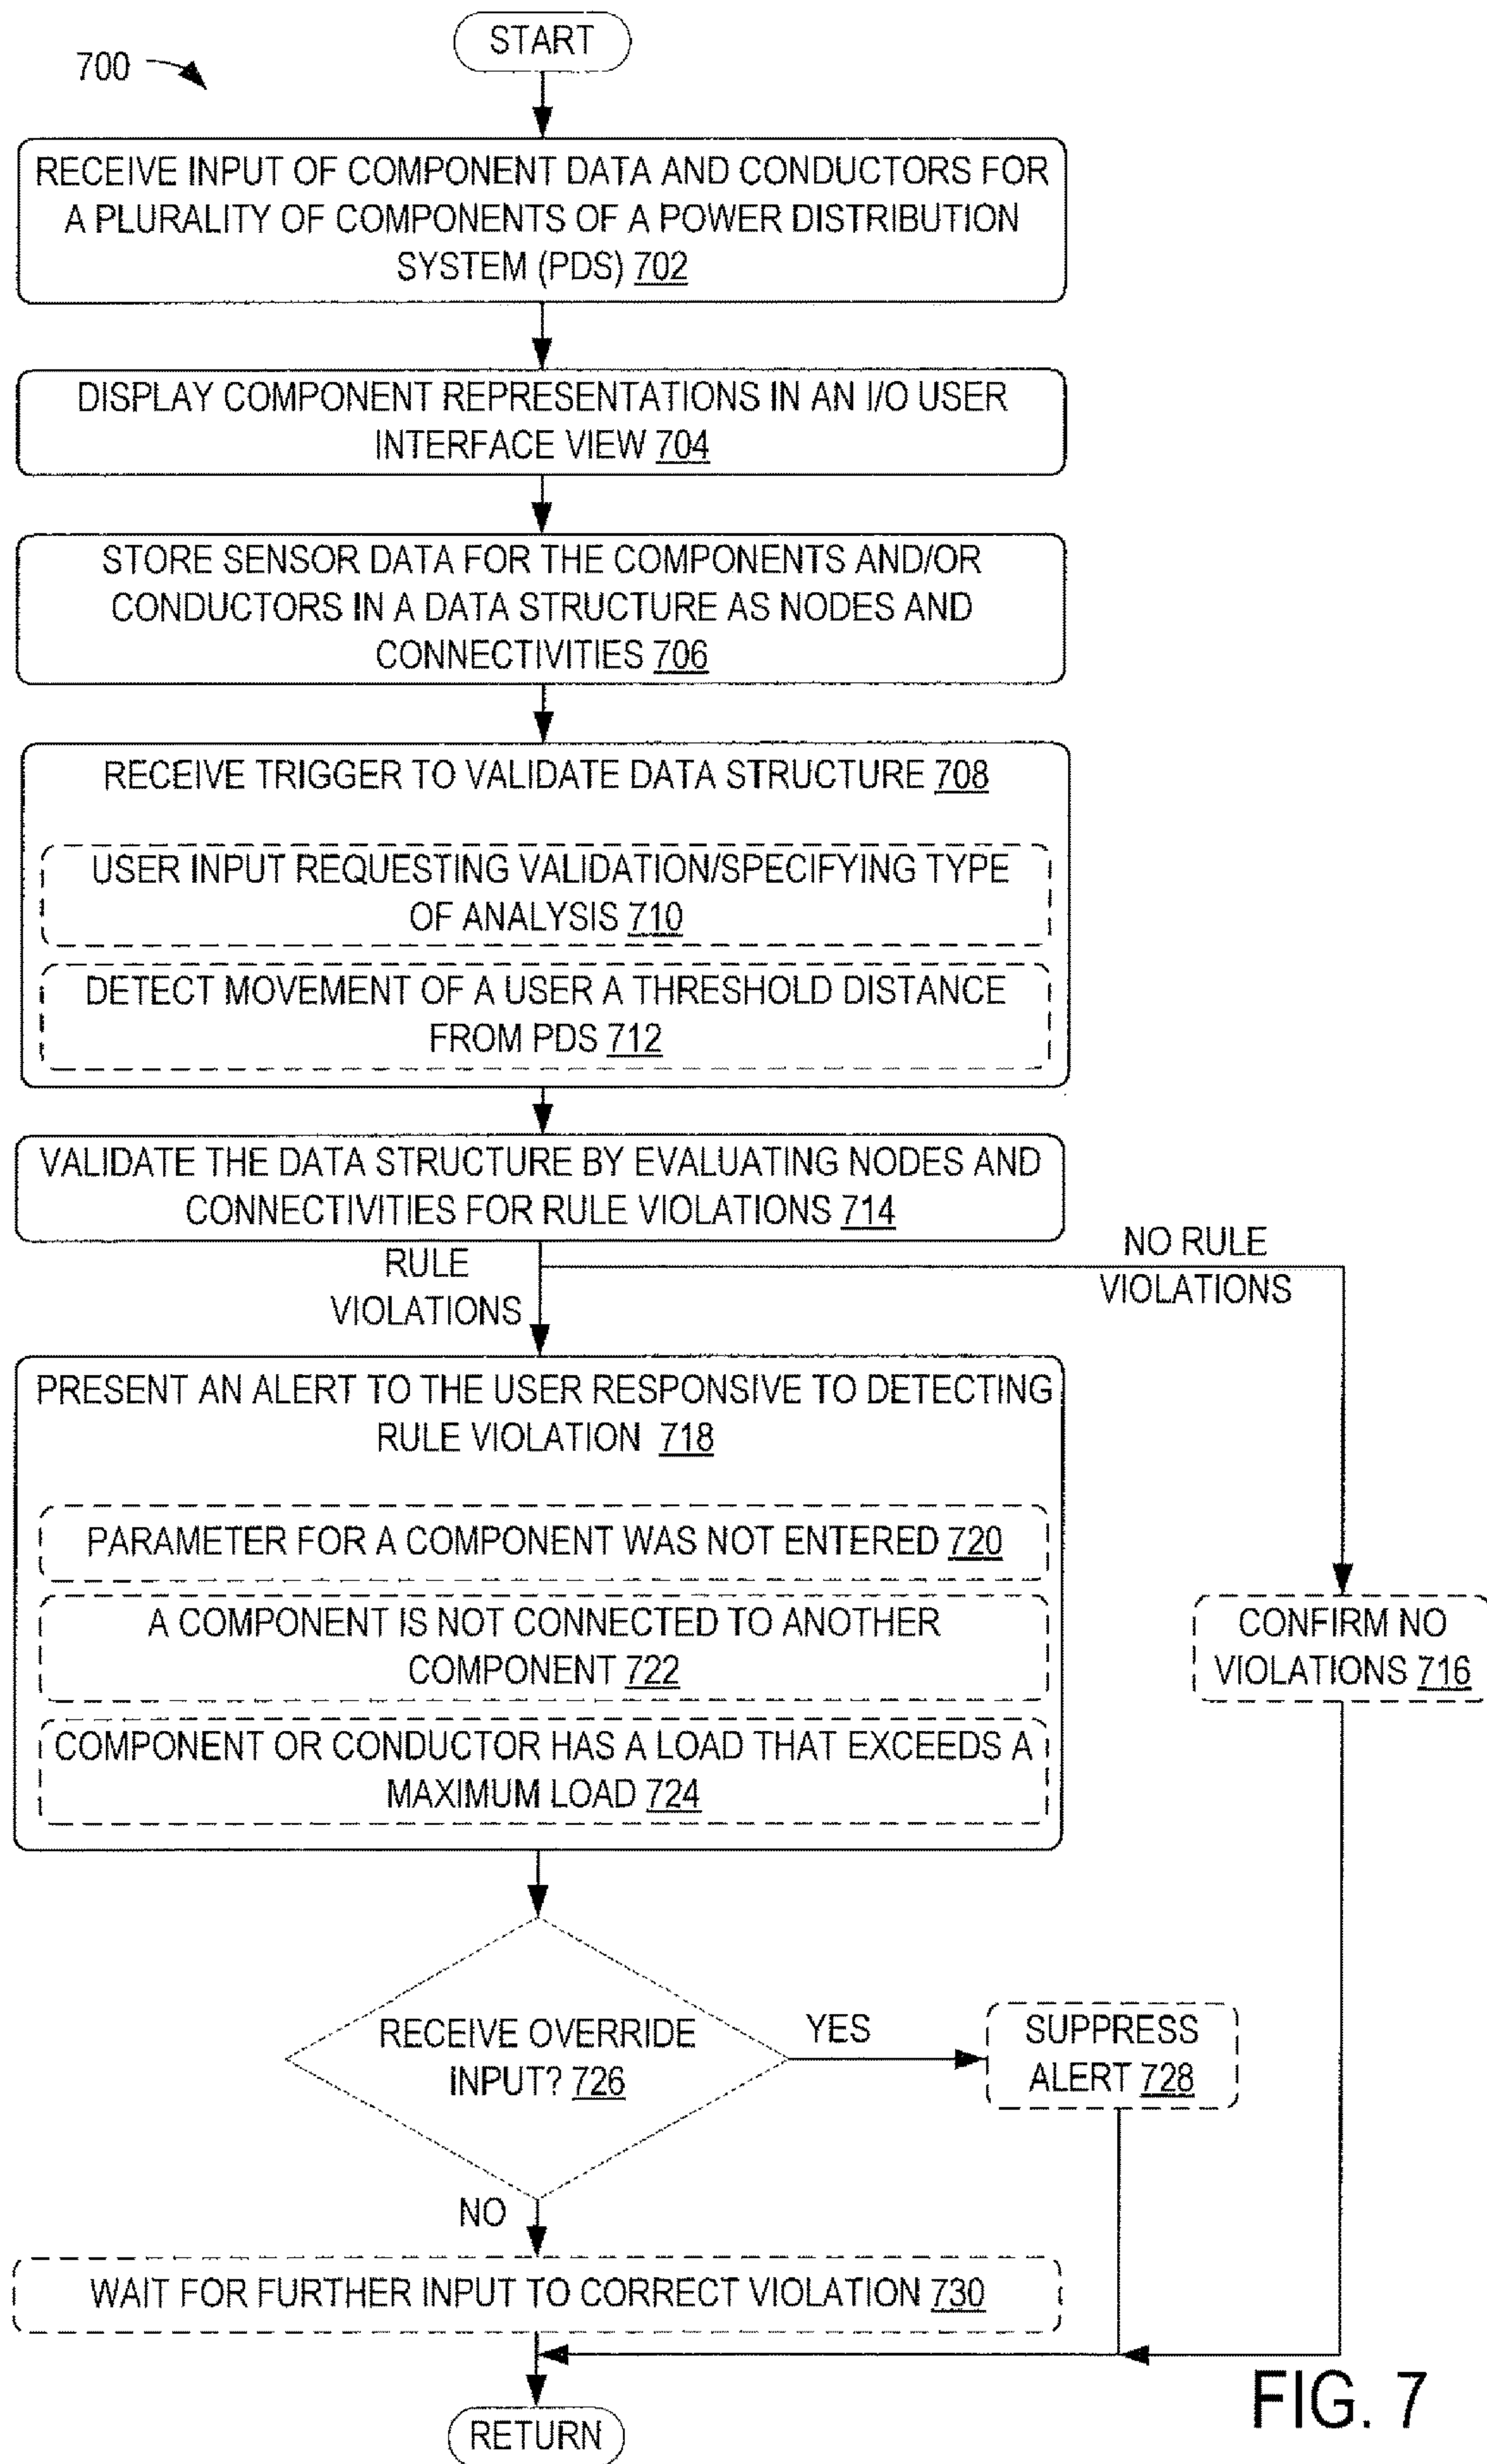 START
700
RECEIVE INPUT OF COMPONENT DATA AND CONDUCTORS FOR
A PLURALITY OF COMPONENTS OF A POWER DISTRIBUTION
SYSTEM (PDS) 702
DISPLAY COMPONENT REPRESENTATIONS IN AN I/O USER
INTERFACE VIEW 704
STORE SENSOR DATA FOR THE COMPONENTS AND/OR
CONDUCTORS IN A DATA STRUCTURE AS NODES AND
CONNECTIVITIES 706
RECEIVE TRIGGER TO VALIDATE DATA STRUCTURE 708
USER INPUT REQUESTING VALIDATION/SPECIFYING TYPE
OF ANALYSIS 710
DETECT MOVEMENT OF A USER A THRESHOLD DISTANCE
FROM PDS 712
VALIDATE THE DATA STRUCTURE BY EVALUATING NODES AND
CONNECTIVITIES FOR RULE VIOLATIONS 714
RULE
VIOLATIONS
NO RULE
VIOLATIONS
PRESENT AN ALERT TO THE USER RESPONSIVE TO DETECTING
RULE VIOLATION 718
PARAMETER FOR A COMPONENT WAS NOT ENTERED 720
A COMPONENT IS NOT CONNECTED TO ANOTHER
COMPONENT 722
COMPONENT OR CONDUCTOR HAS A LOAD THAT EXCEEDS A
MAXIMUM LOAD 724
CONFIRM NO
VIOLATIONS 716
RECEIVE OVERRIDE
INPUT? 726
YES
SUPPRESS
ALERT 728
NO
WAIT FOR FURTHER INPUT TO CORRECT VIOLATION 730
RETURN
FIG. 7